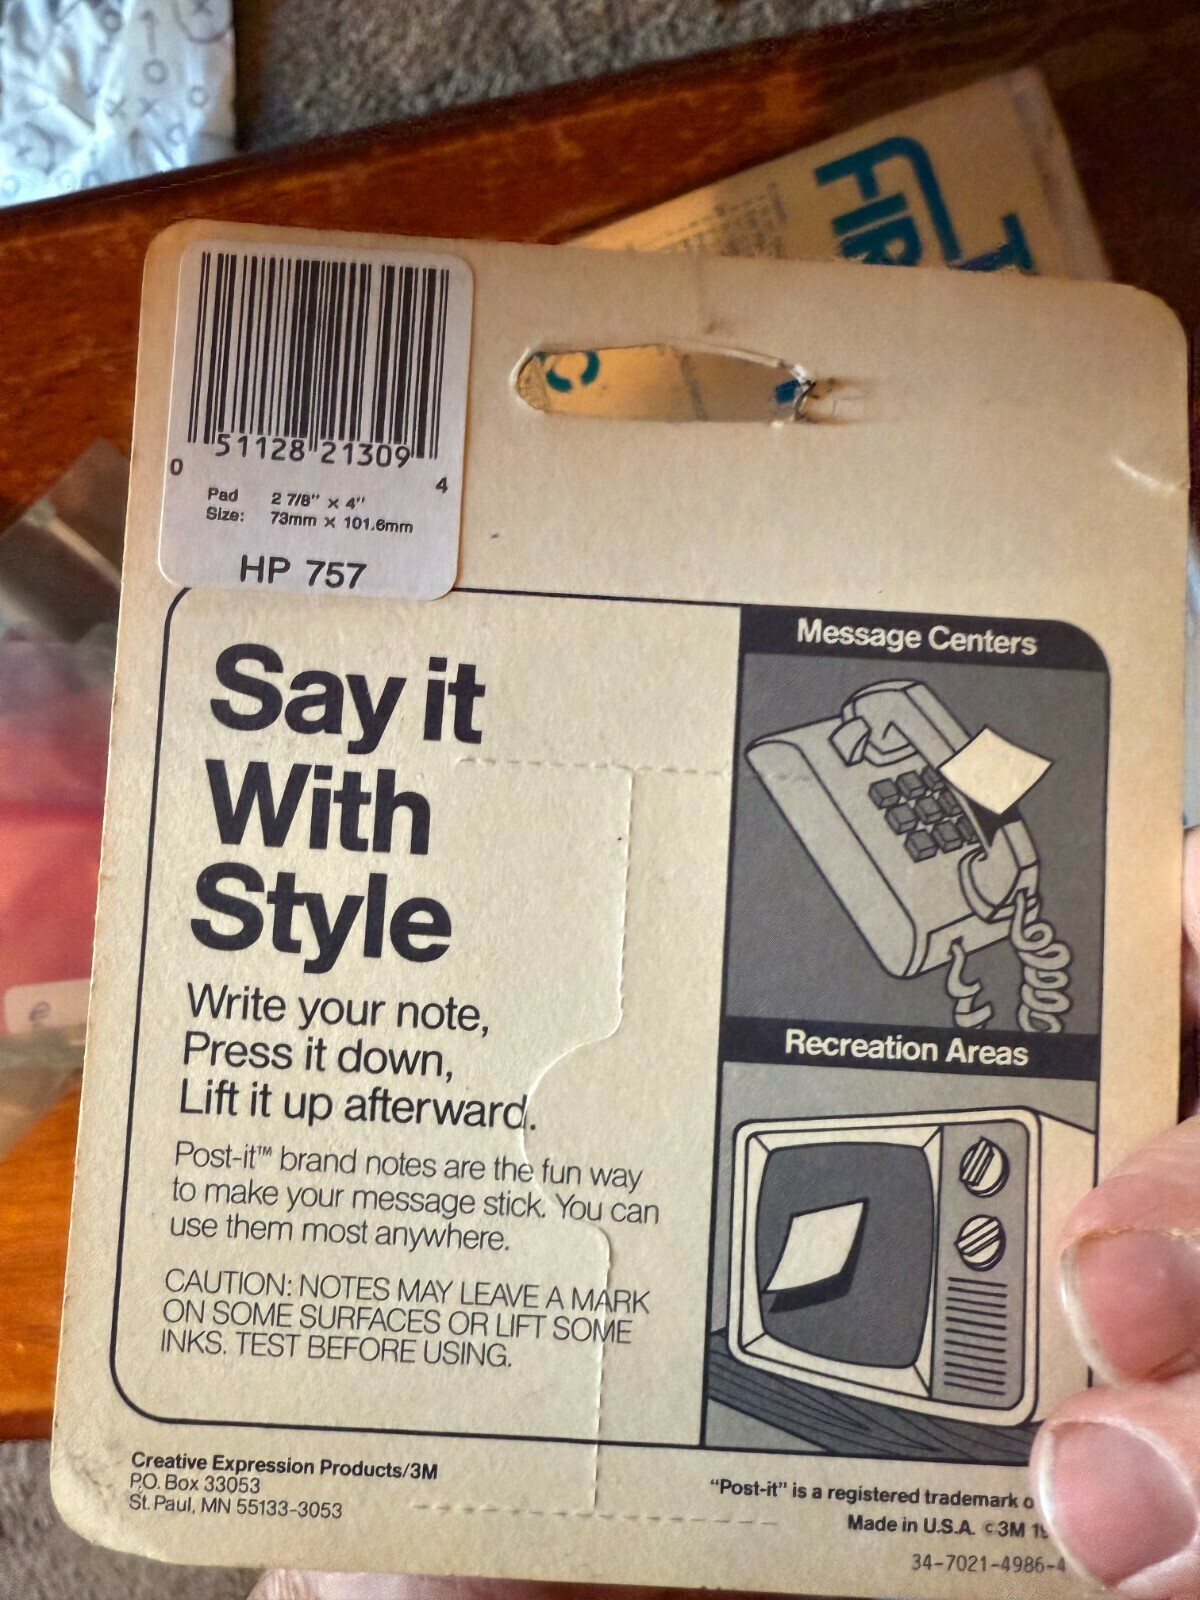 FIR
0 51128 21309 4
Pad 2 7/8" x 4"
Size: 73mm x 101.6mm
HP 757
Say it
With
Style
Write your note,
Press it down,
Lift it up afterward.
Post-it™ brand notes are the fun way
to make your message stick. You can
use them most anywhere.
CAUTION: NOTES MAY LEAVE A MARK
ON SOME SURFACES OR LIFT SOME
INKS. TEST BEFORE USING.
Message Centers
Recreation Areas
Creative Expression Products/3M
P.O. Box 33053
St. Paul, MN 55133-3053
"Post-it" is a registered trademark o
Made in U.S.A. ©3M 19
34-7021-4986-4